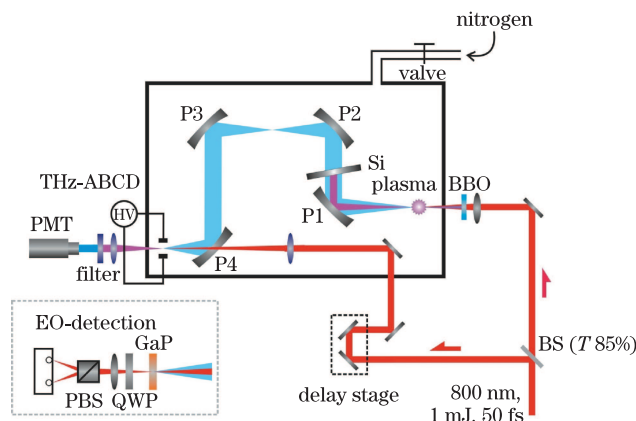 nitrogen
valve
P3
P2
Si
plasma
BBO
THz-ABCD
HV
P1
PMT
filter
P4
EO-detection
GaP
PBS
QWP
delay stage
BS (T 85%)
800 nm,
1 mJ, 50 fs